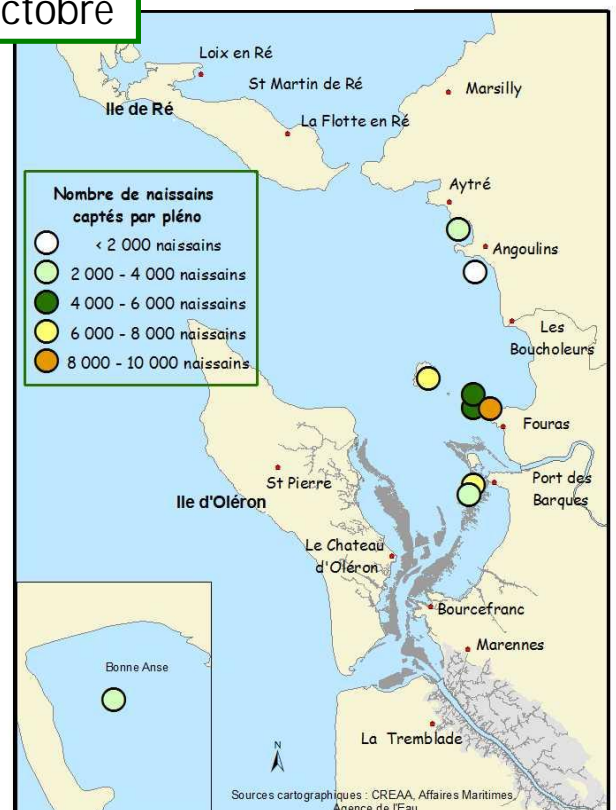 ctobre
Loix en Ré
St Martin de Ré
Marsilly
Ile de Ré
La Flotte en Ré
Aytré
Nombre de naissains
captés par pléno
< 2 000 naissains
2 000 - 4 000 naissains
4 000 - 6 000 naissains
6 000 - 8 000 naissains
8 000 - 10 000 naissains
Angoulins
Les
Boucholeurs
Fouras
St Pierre
Port des
Barques
Ile d'Oléron
Le Chateau
d'Oléron
Bourcefranc
Marennes
Bonne Anse
La Tremblade
N
Sources cartographiques : CREAA, Affaires Maritimes,
Agence de l'Eau